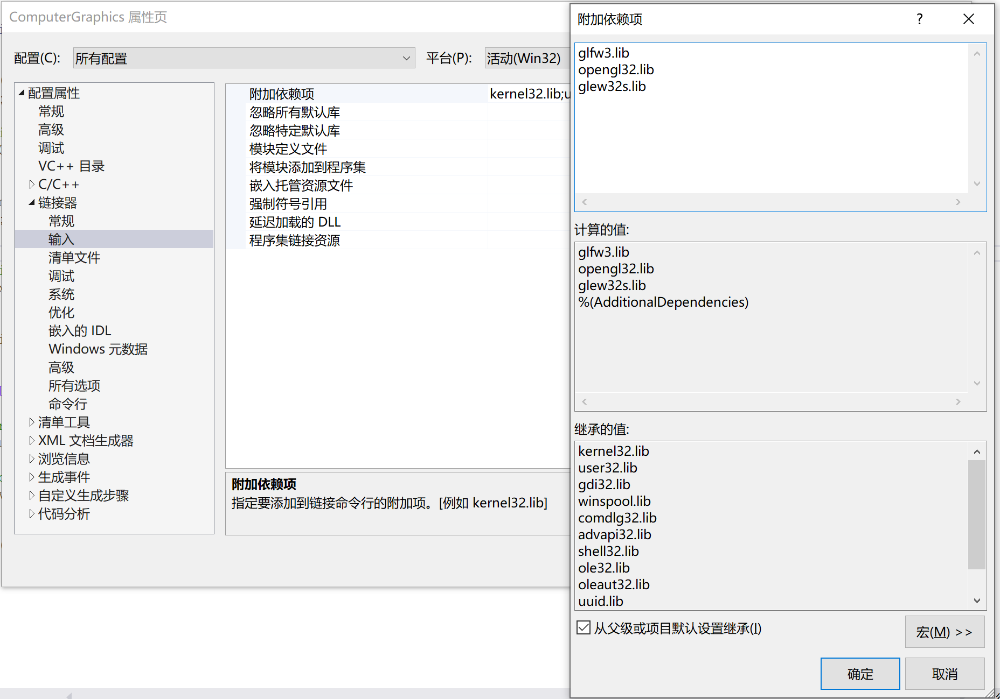 ComputerGraphics 属性页
配置(C): 所有配置 平台(P): 活动(Win32)
配置属性
常规
高级
调试
VC++ 目录
C/C++
链接器
常规
输入
清单文件
调试
系统
优化
嵌入的 IDL
Windows 元数据
高级
所有选项
命令行
清单工具
XML 文档生成器
浏览信息
生成事件
自定义生成步骤
代码分析
附加依赖项 kernel32.lib;u
忽略所有默认库
忽略特定默认库
模块定义文件
将模块添加到程序集
嵌入托管资源文件
强制符号引用
延迟加载的 DLL
程序集链接资源
附加依赖项
指定要添加到链接命令行的附加项。[例如 kernel32.lib]
附加依赖项
glfw3.lib
opengl32.lib
glew32s.lib
计算的值:
glfw3.lib
opengl32.lib
glew32s.lib
%(AdditionalDependencies)
继承的值:
kernel32.lib
user32.lib
gdi32.lib
winspool.lib
comdlg32.lib
advapi32.lib
shell32.lib
ole32.lib
oleaut32.lib
uuid.lib
从父级或项目默认设置继承(I)
宏(M) >>
确定 取消